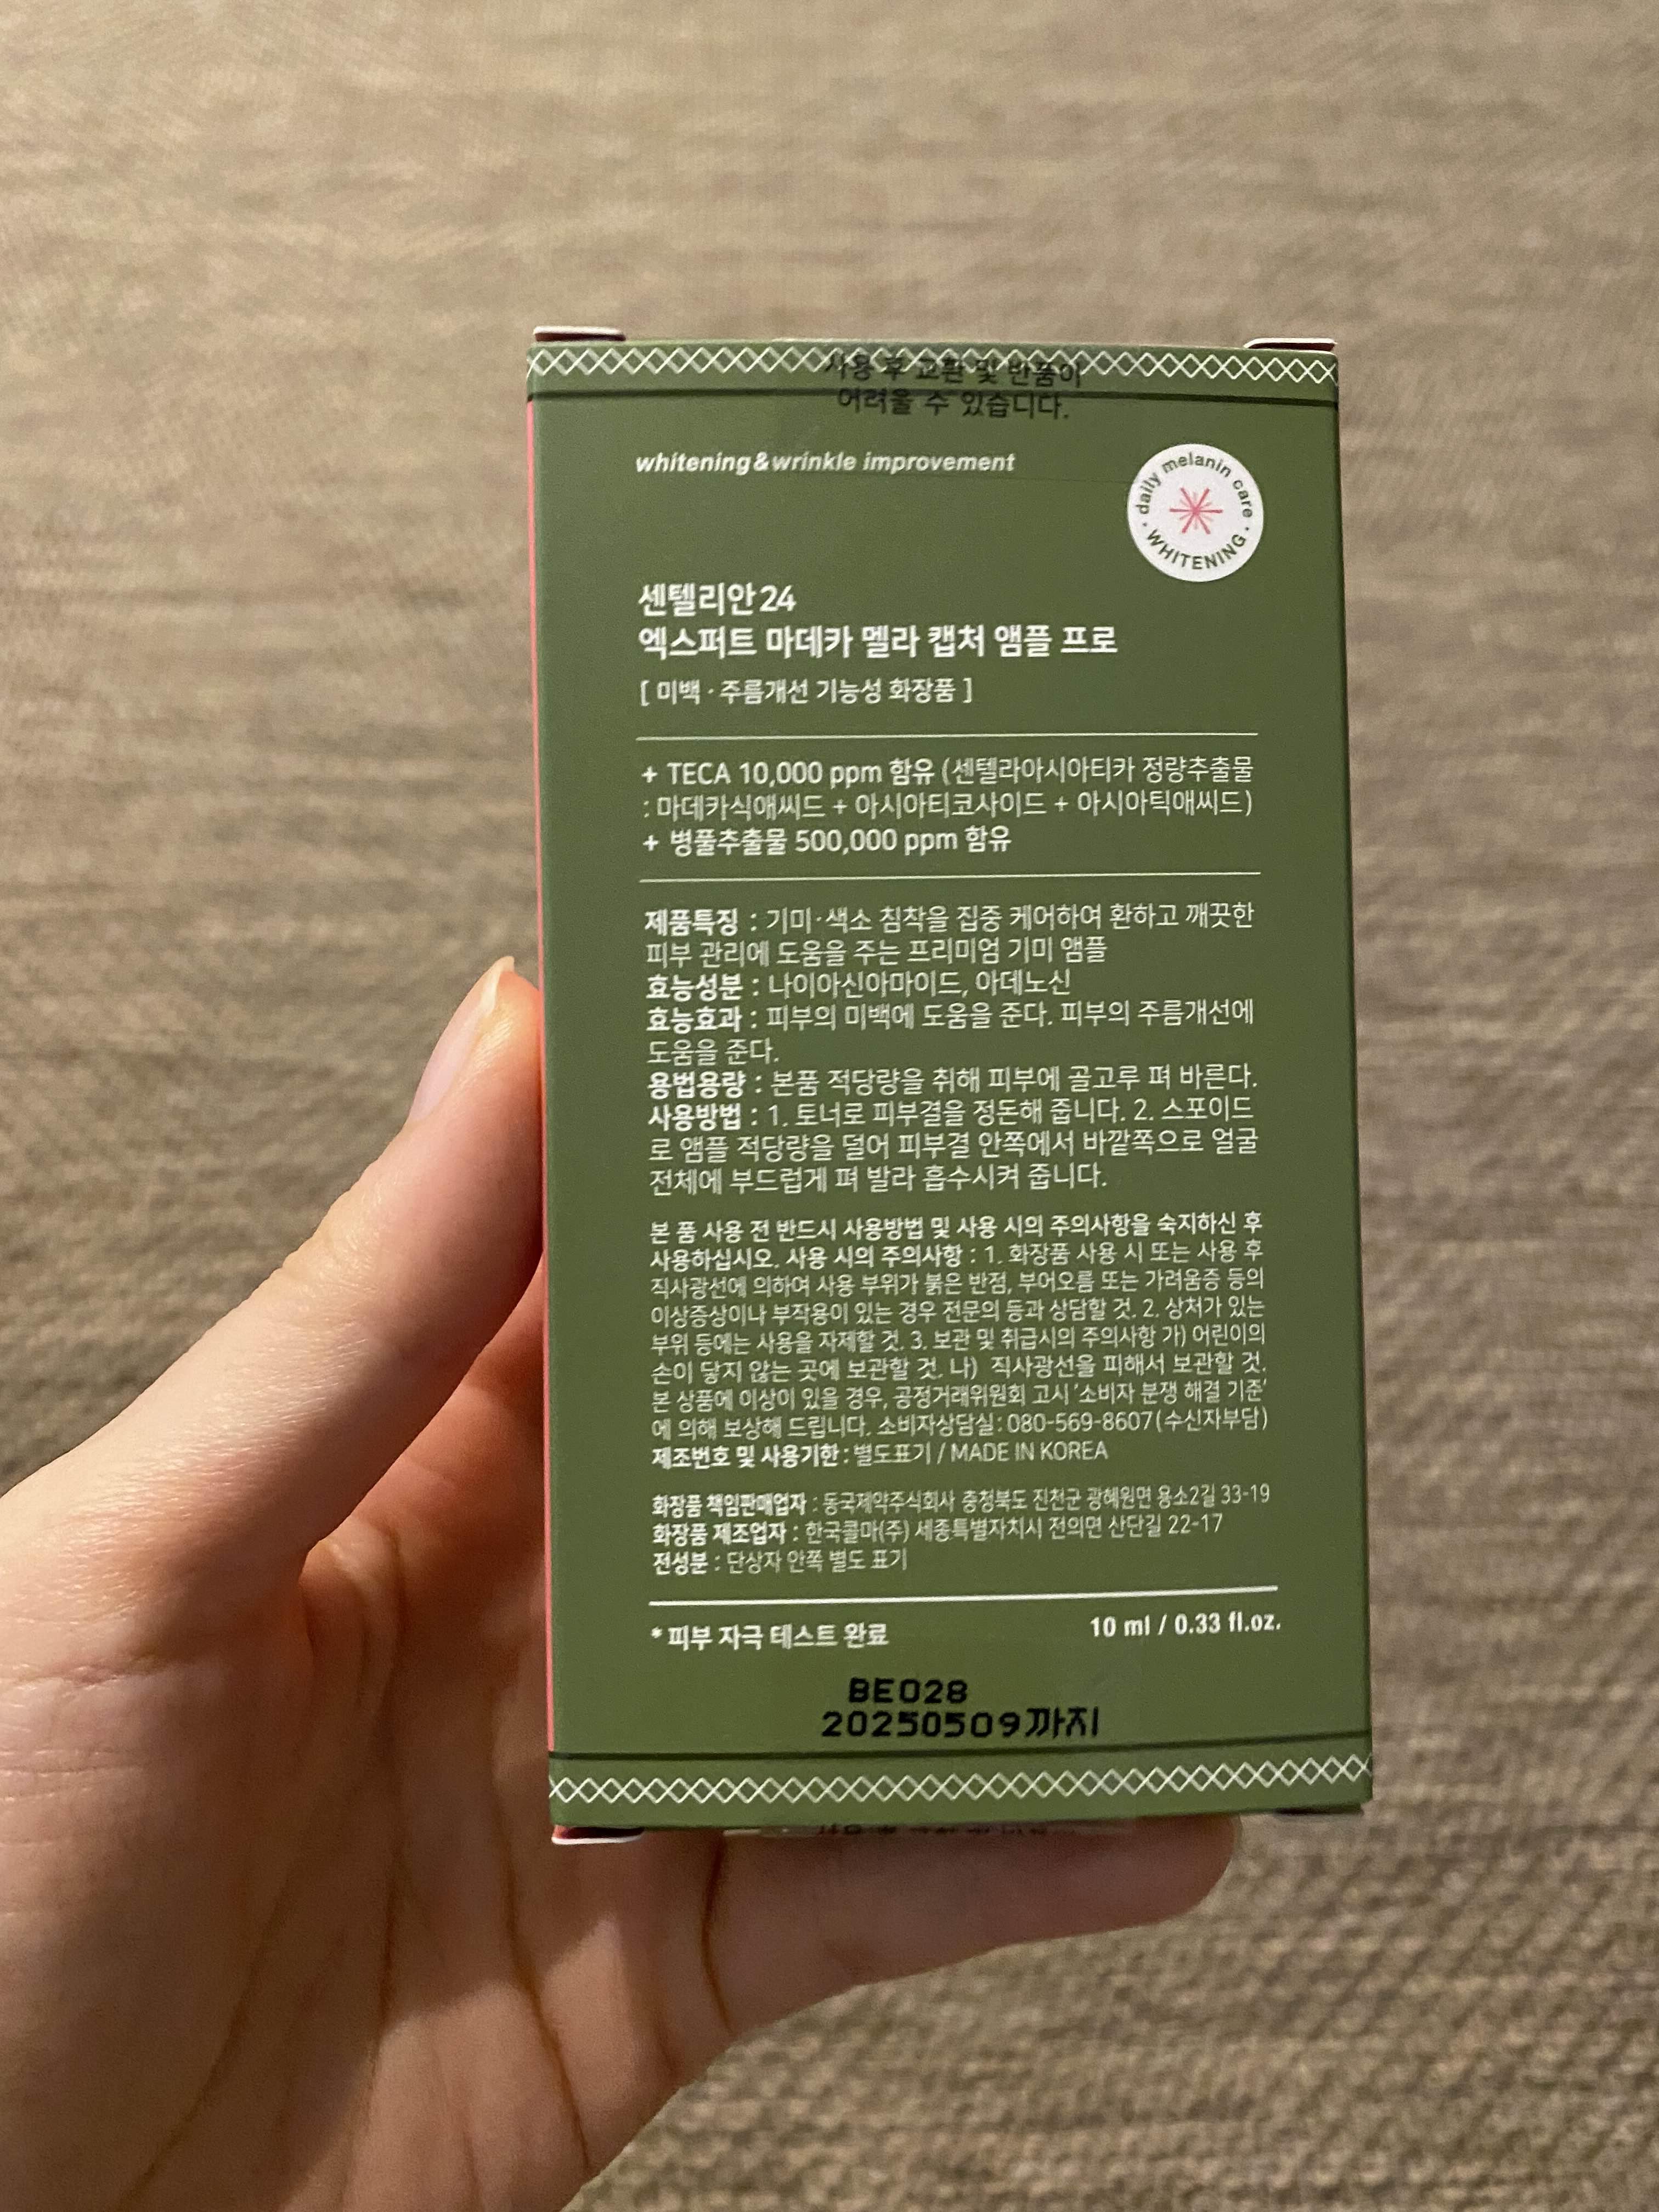 사용 후 교환 및 반품이
어려울 수 있습니다.
whitening&wrinkle improvement
· daily melanin care ·
WHITENING
센텔리안24
엑스퍼트 마데카 멜라 캡처 앰플 프로
[ 미백 · 주름개선 기능성 화장품 ]
+ TECA 10,000 ppm 함유 (센텔라아시아티카 정량추출물
: 마데카식애씨드 + 아시아티코사이드 + 아시아틱애씨드)
+ 병풀추출물 500,000 ppm 함유
제품특징 : 기미·색소 침착을 집중 케어하여 환하고 깨끗한
피부 관리에 도움을 주는 프리미엄 기미 앰플
효능성분 : 나이아신아마이드, 아데노신
효능효과 : 피부의 미백에 도움을 준다. 피부의 주름개선에
도움을 준다.
용법용량 : 본품 적당량을 취해 피부에 골고루 펴 바른다.
사용방법 : 1. 토너로 피부결을 정돈해 줍니다. 2. 스포이드
로 앰플 적당량을 덜어 피부결 안쪽에서 바깥쪽으로 얼굴
전체에 부드럽게 펴 발라 흡수시켜 줍니다.
본 품 사용 전 반드시 사용방법 및 사용 시의 주의사항을 숙지하신 후
사용하십시오. 사용 시의 주의사항 : 1. 화장품 사용 시 또는 사용 후
직사광선에 의하여 사용 부위가 붉은 반점, 부어오름 또는 가려움증 등의
이상증상이나 부작용이 있는 경우 전문의 등과 상담할 것. 2. 상처가 있는
부위 등에는 사용을 자제할 것. 3. 보관 및 취급시의 주의사항 가) 어린이의
손이 닿지 않는 곳에 보관할 것. 나) 직사광선을 피해서 보관할 것.
본 상품에 이상이 있을 경우, 공정거래위원회 고시 '소비자 분쟁 해결 기준'
에 의해 보상해 드립니다. 소비자상담실 : 080-569-8607(수신자부담)
제조번호 및 사용기한 : 별도표기 / MADE IN KOREA
화장품 책임판매업자 : 동국제약주식회사 충청북도 진천군 광혜원면 용소2길 33-19
화장품 제조업자 : 한국콜마(주) 세종특별자치시 전의면 산단길 22-17
전성분 : 단상자 안쪽 별도 표기
* 피부 자극 테스트 완료
10 ml / 0.33 fl.oz.
BE028
20250509까지